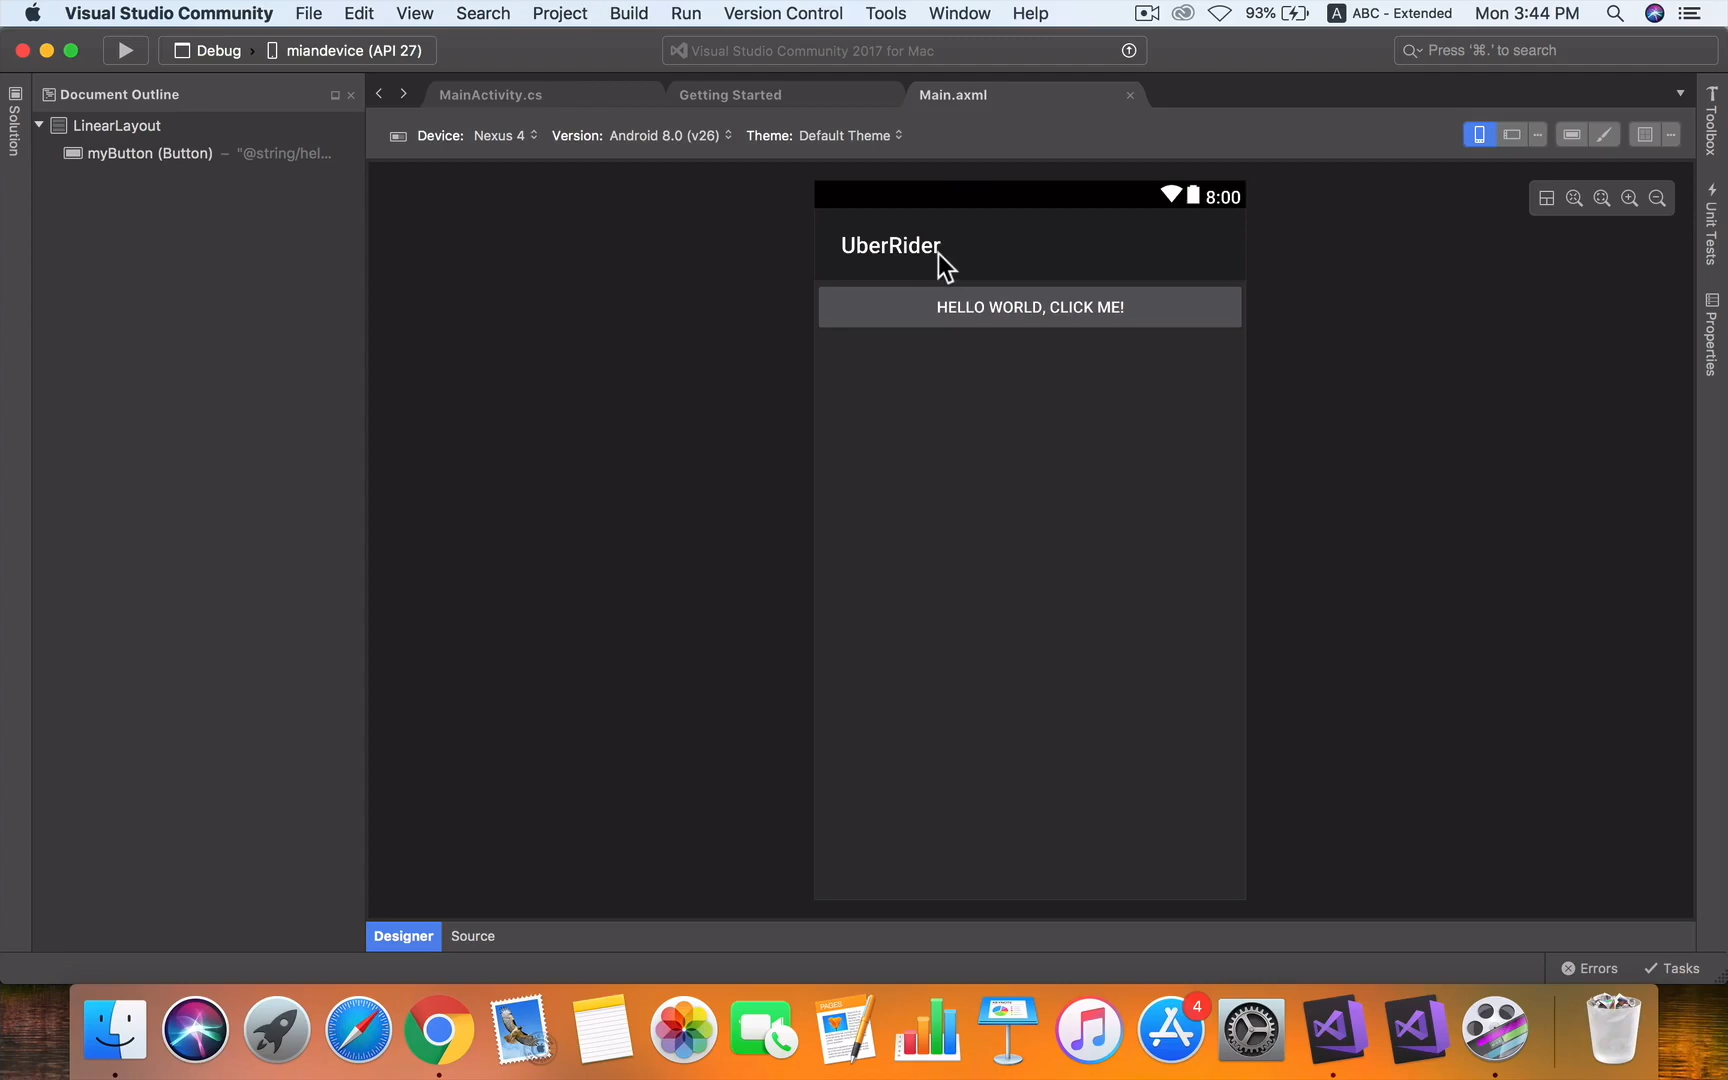 Visual Studio Community File Edit View Search Project Build Run Version Control Tools Window Help 93% A ABC - Extended Mon 3:44 PM
Debug › miandevice (API 27) Visual Studio Community 2017 for Mac Press '⌘.' to search
Solution
Document Outline
LinearLayout
myButton (Button) – "@string/hel...
MainActivity.cs Getting Started Main.axml
Device: Nexus 4 Version: Android 8.0 (v26) Theme: Default Theme
8:00
UberRider
HELLO WORLD, CLICK ME!
Toolbox
Unit Tests
Properties
Designer Source
Errors Tasks
PAGES
KEYNOTE
4